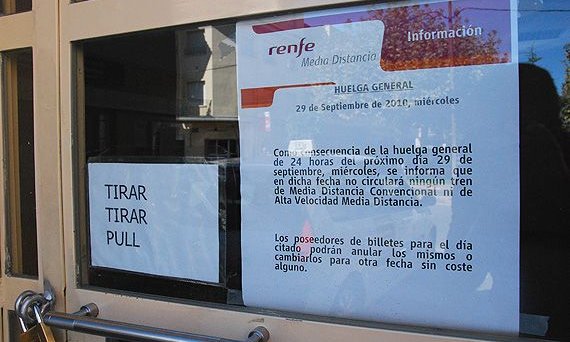 renfe
Media Distancia
Información
HUELGA GENERAL
29 de Septiembre de 2010, miércoles
Como consecuencia de la huelga general
de 24 horas del próximo día 29 de
septiembre, miércoles, se informa que
en dicha fecha no circulará ningún tren
de Media Distancia Convencional ni de
Alta Velocidad Media Distancia.
Los poseedores de billetes para el día
citado podrán anular los mismos o
cambiarlos para otra fecha sin coste
alguno.
TIRAR
TIRAR
PULL